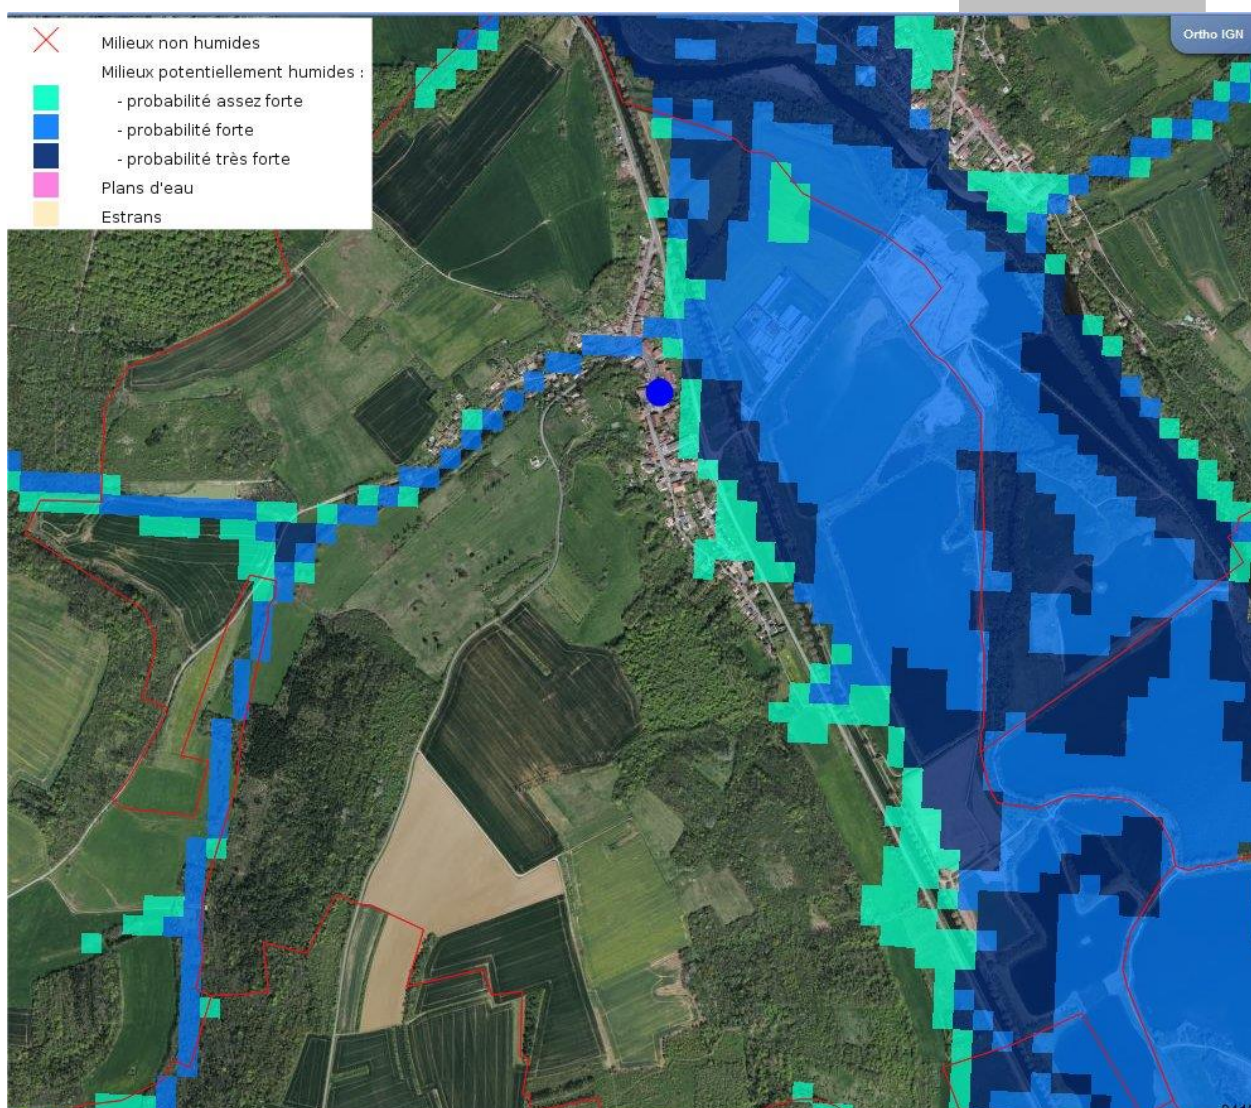 Ortho IGN
Milieux non humides
Milieux potentiellement humides :
- probabilité assez forte
- probabilité forte
- probabilité très forte
Plans d'eau
Estrans